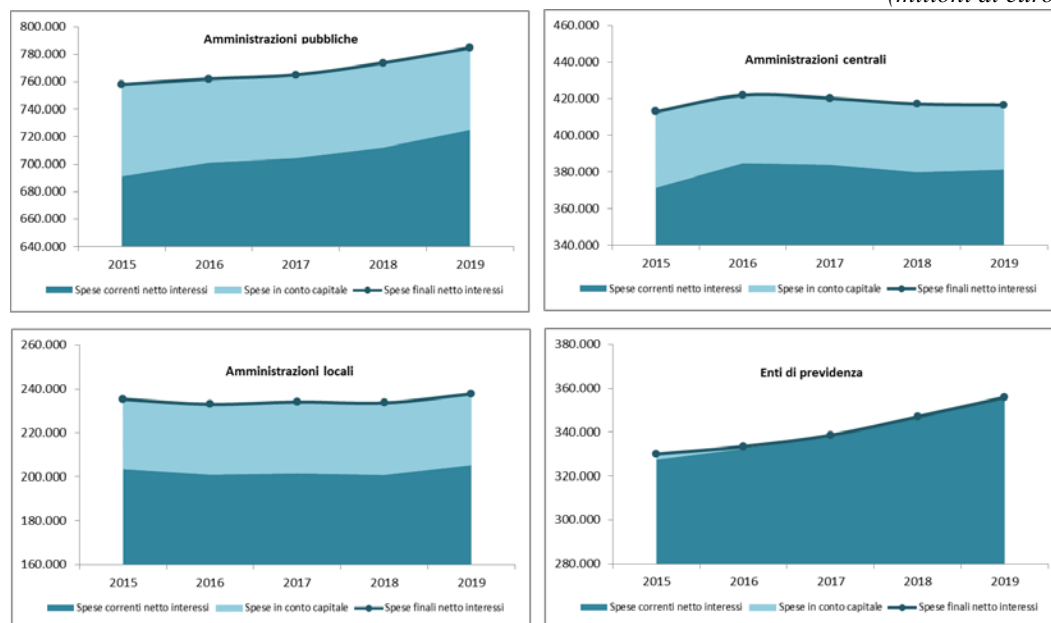 (milioni di euro
Amministrazioni pubbliche
800.000
780.000
760.000
740.000
720.000
700.000
680.000
660.000
640.000
2015 2016 2017 2018 2019
Spese correnti netto interessi Spese in conto capitale Spese finali netto interessi
Amministrazioni centrali
460.000
440.000
420.000
400.000
380.000
360.000
340.000
2015 2016 2017 2018 2019
Spese correnti netto interessi Spese in conto capitale Spese finali netto interessi
Amministrazioni locali
260.000
240.000
220.000
200.000
180.000
160.000
2015 2016 2017 2018 2019
Spese correnti netto interessi Spese in conto capitale Spese finali netto interessi
Enti di previdenza
380.000
360.000
340.000
320.000
300.000
280.000
2015 2016 2017 2018 2019
Spese correnti netto interessi Spese in conto capitale Spese finali netto interessi